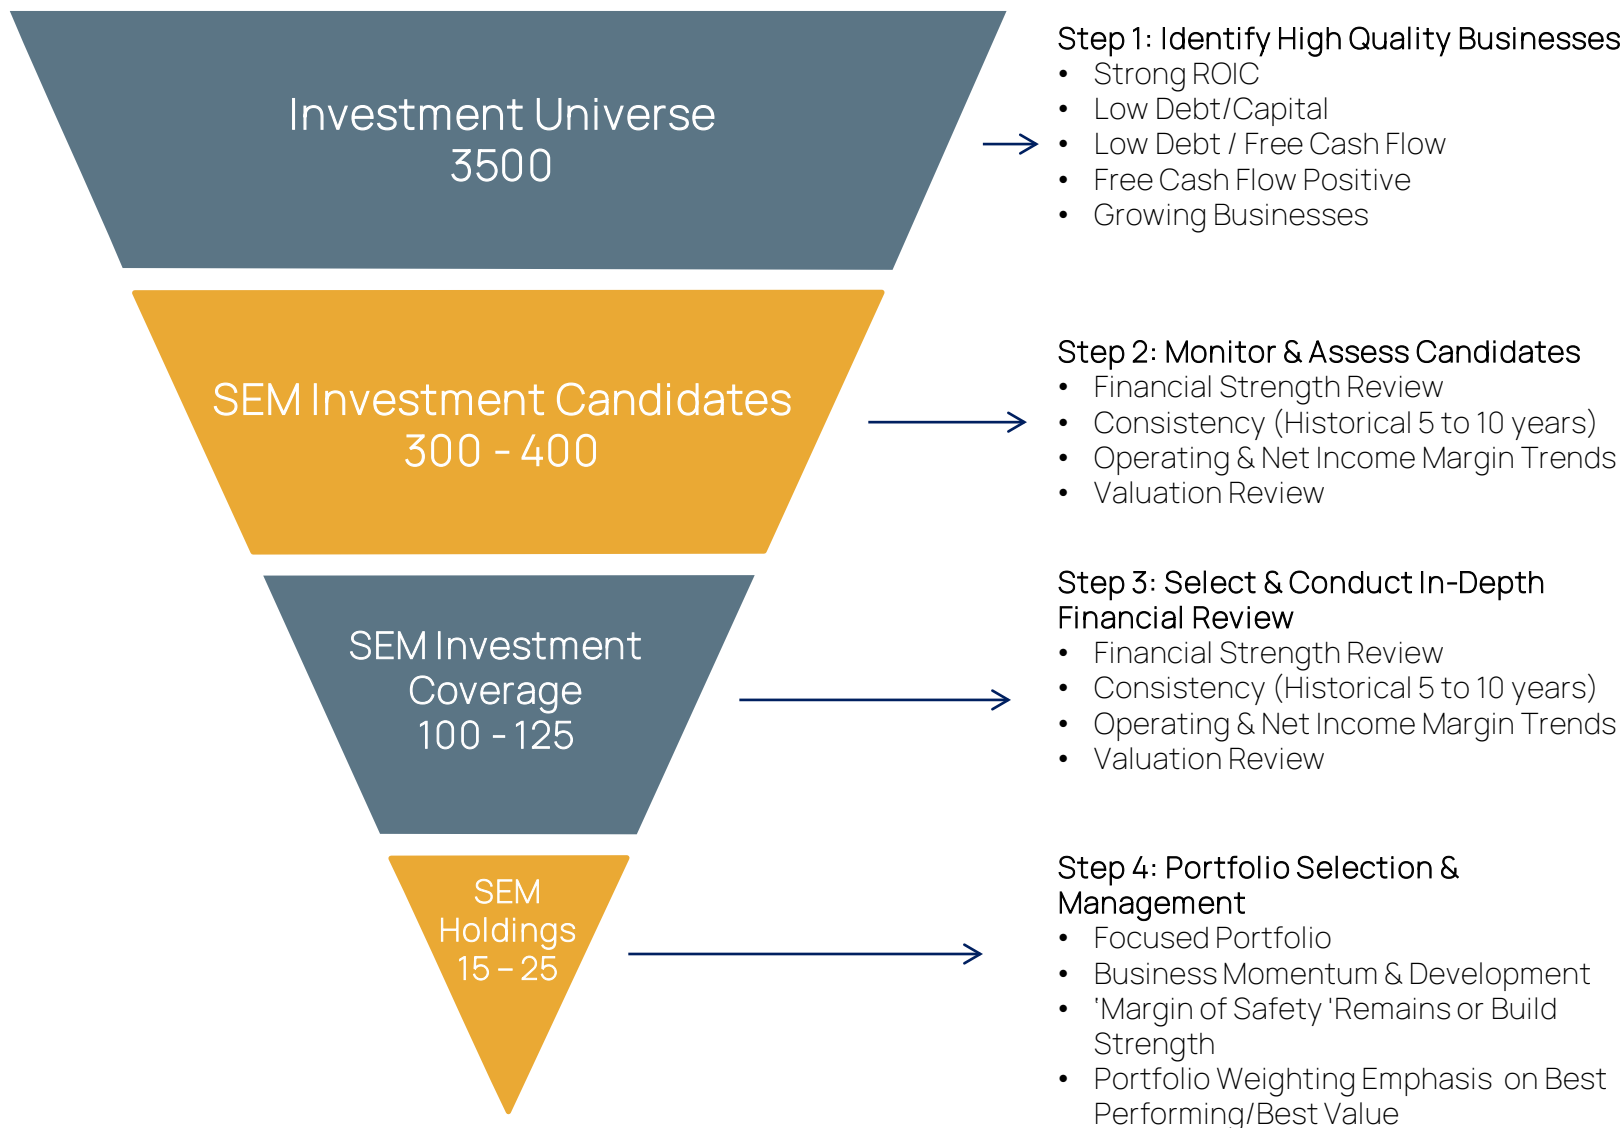 Investment Universe
3500
Step 1: Identify High Quality Businesses
• Strong ROIC
• Low Debt/Capital
• Low Debt / Free Cash Flow
• Free Cash Flow Positive
• Growing Businesses
SEM Investment Candidates
300 - 400
Step 2: Monitor & Assess Candidates
• Financial Strength Review
• Consistency (Historical 5 to 10 years)
• Operating & Net Income Margin Trends
• Valuation Review
SEM Investment
Coverage
100 - 125
Step 3: Select & Conduct In-Depth
Financial Review
• Financial Strength Review
• Consistency (Historical 5 to 10 years)
• Operating & Net Income Margin Trends
• Valuation Review
SEM
Holdings
15 – 25
Step 4: Portfolio Selection &
Management
• Focused Portfolio
• Business Momentum & Development
• ‘Margin of Safety 'Remains or Build
Strength
• Portfolio Weighting Emphasis on Best
Performing/Best Value